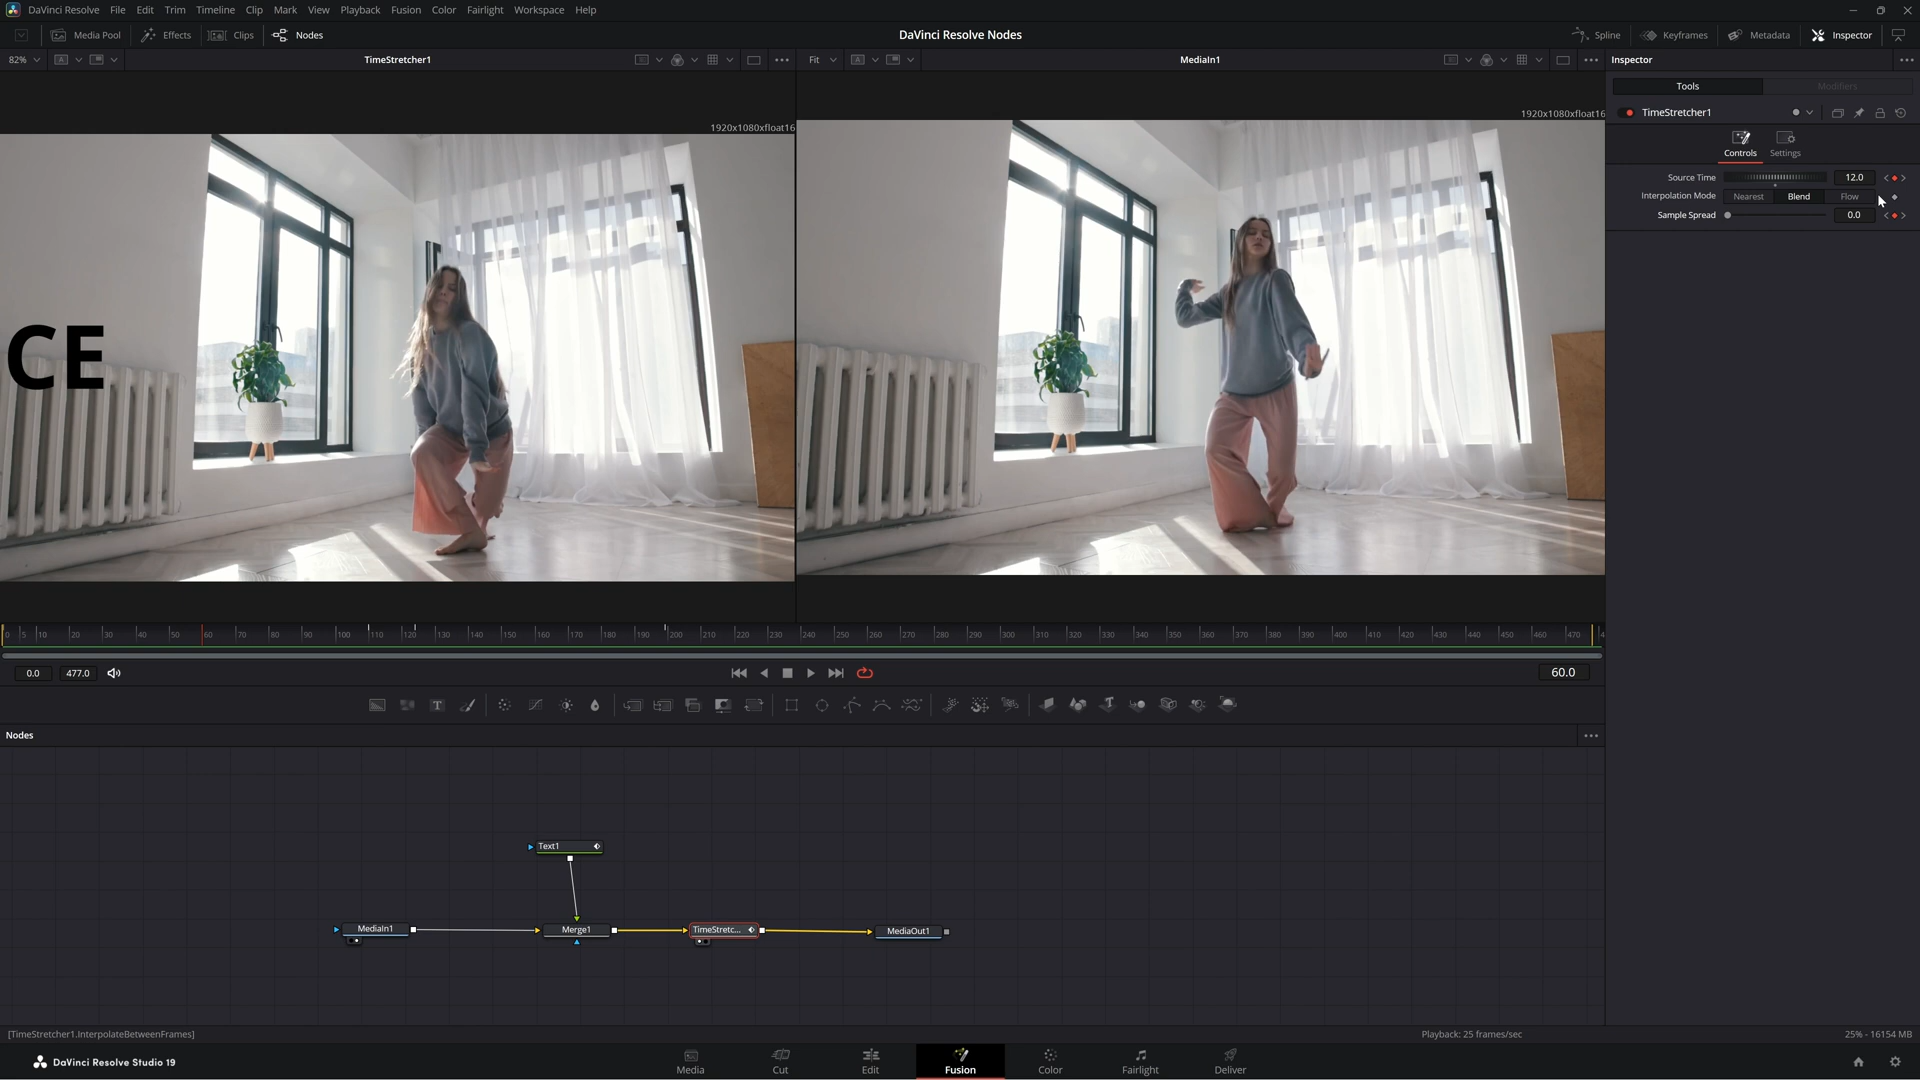 DaVinci Resolve File Edit Trim Timeline Clip Mark View Playback Fusion Color Fairlight Workspace Help
Media Pool Effects Clips Nodes
DaVinci Resolve Nodes
Spline Keyframes Metadata Inspector
82% TimeStretcher1
Fit MediaIn1
Inspector
Tools Modifiers
TimeStretcher1
Controls Settings
Source Time 12.0
Interpolation Mode Nearest Blend Flow
Sample Spread 0.0
1920x1080xfloat16
1920x1080xfloat16
CE
0 5 10 20 30 40 50 60 70 80 90 100 110 120 130 140 150 160 170 180 190 200 210 220 230 240 250 260 270 280 290 300 310 320 330 340 350 360 370 380 390 400 410 420 430 440 450 460 470 4
0.0 477.0 60.0
Nodes
Text1
MediaIn1 Merge1 TimeStretc... MediaOut1
[TimeStretcher1.InterpolateBetweenFrames]
Playback: 25 frames/sec
25% - 16154 MB
DaVinci Resolve Studio 19
Media Cut Edit Fusion Color Fairlight Deliver